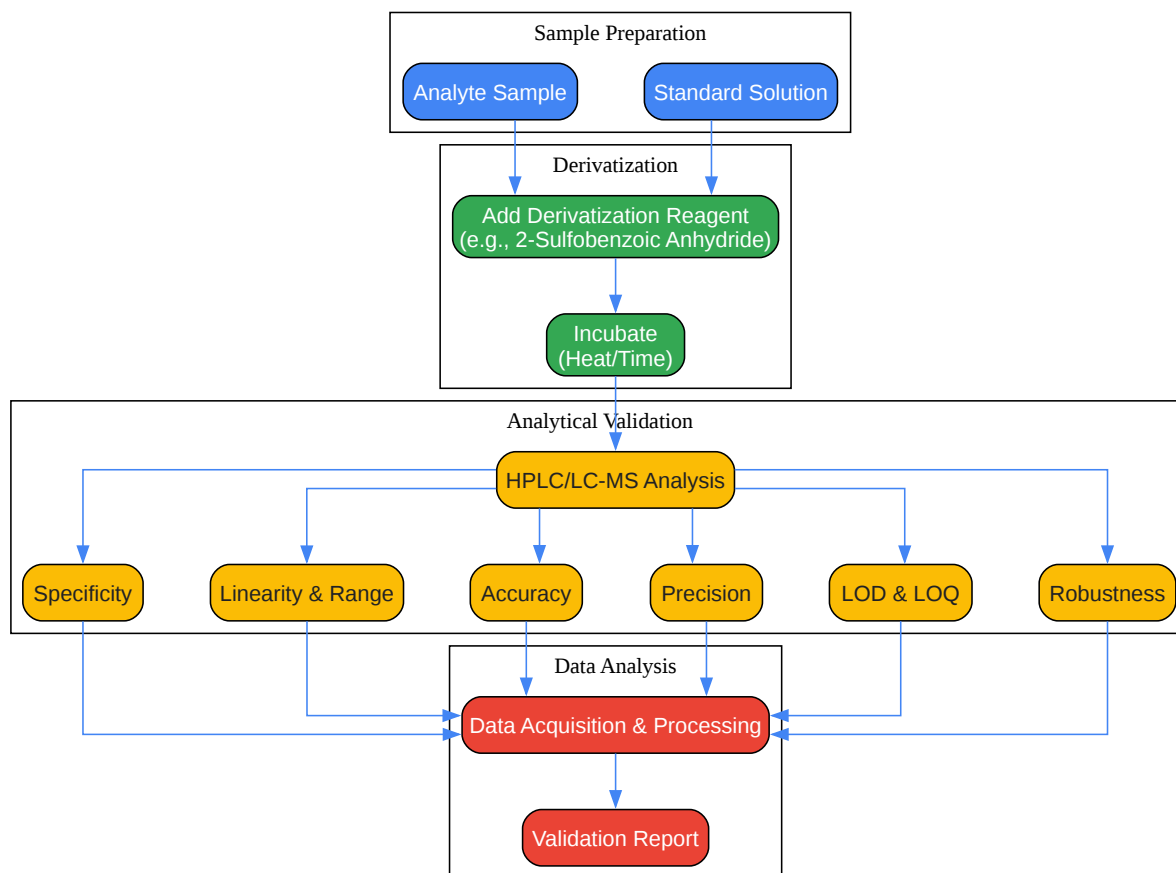 Sample Preparation
Analyte Sample
Standard Solution
Derivatization
Add Derivatization Reagent
(e.g., 2-Sulfobenzoic Anhydride)
Incubate
(Heat/Time)
Analytical Validation
HPLC/LC-MS Analysis
Specificity
Linearity & Range
Accuracy
Precision
LOD & LOQ
Robustness
Data Analysis
Data Acquisition & Processing
Validation Report